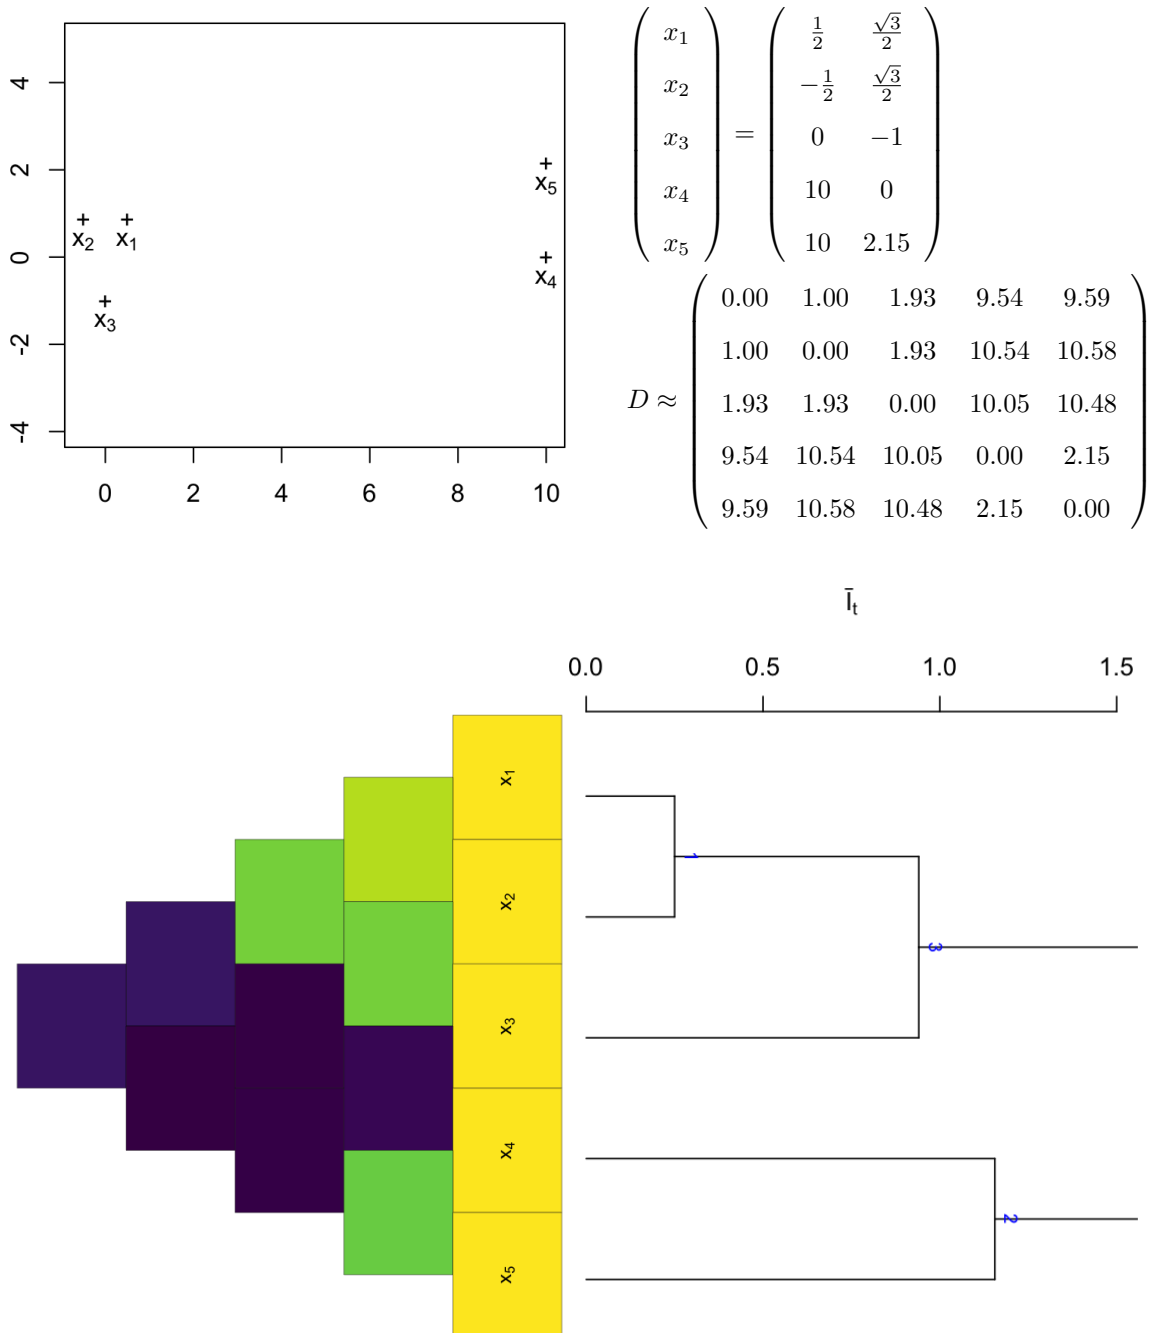 4
2
0
-2
-4
0 2 4 6 8 10
x₁
x₂
x₃
x₄
x₅
x₁ 1/2 √3/2
x₂ −1/2 √3/2
x₃ = 0 −1
x₄ 10 0
x₅ 10 2.15
0.00 1.00 1.93 9.54 9.59
1.00 0.00 1.93 10.54 10.58
D ≈ 1.93 1.93 0.00 10.05 10.48
9.54 10.54 10.05 0.00 2.15
9.59 10.58 10.48 2.15 0.00
Īₜ
0.0 0.5 1.0 1.5
x₁
x₂
x₃
x₄
x₅
1
3
2